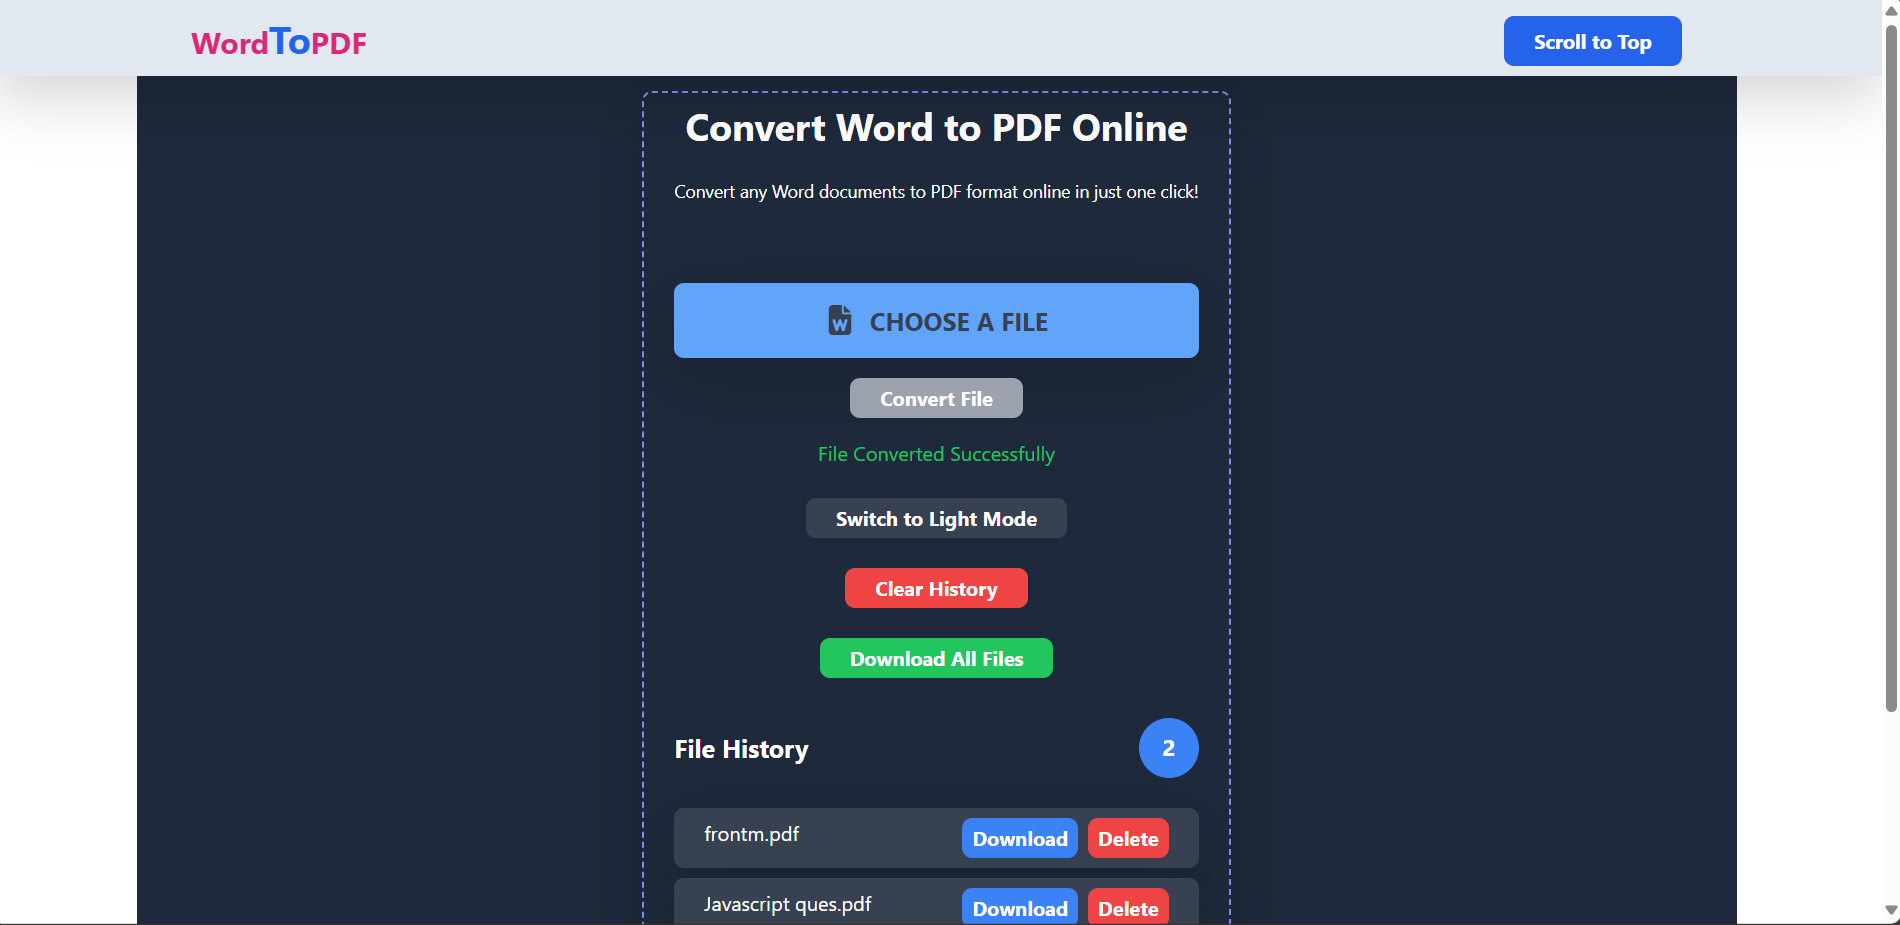 WordToPDF
Scroll to Top
Convert Word to PDF Online
Convert any Word documents to PDF format online in just one click!
W CHOOSE A FILE
Convert File
File Converted Successfully
Switch to Light Mode
Clear History
Download All Files
File History
2
frontm.pdf
Download
Delete
Javascript ques.pdf
Download
Delete